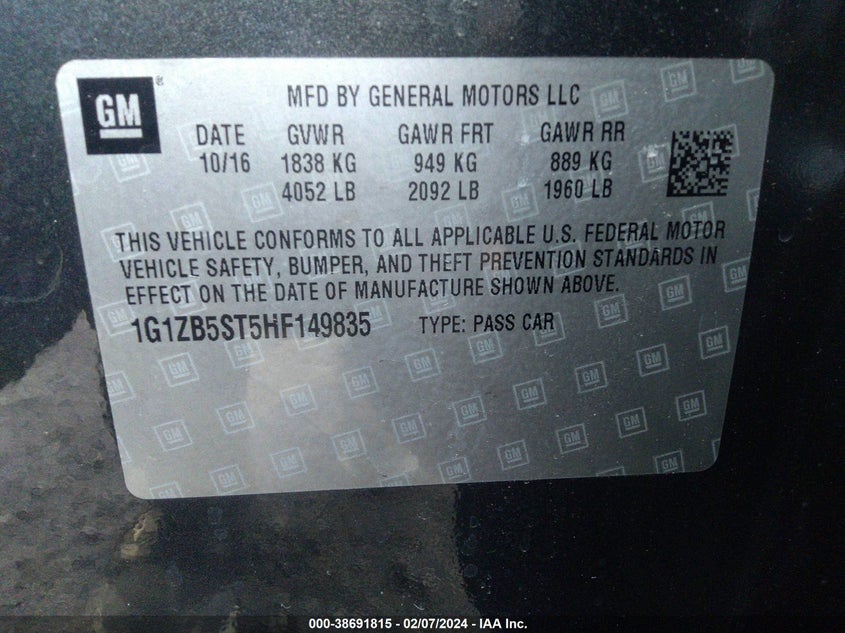 GM ®
MFD BY GENERAL MOTORS LLC
DATE GVWR GAWR FRT GAWR RR
10/16 1838 KG 949 KG 889 KG
4052 LB 2092 LB 1960 LB
THIS VEHICLE CONFORMS TO ALL APPLICABLE U.S. FEDERAL MOTOR
VEHICLE SAFETY, BUMPER, AND THEFT PREVENTION STANDARDS IN
EFFECT ON THE DATE OF MANUFACTURE SHOWN ABOVE.
1G1ZB5ST5HF149835 TYPE: PASS CAR
000-38691815 - 02/07/2024 - IAA Inc.